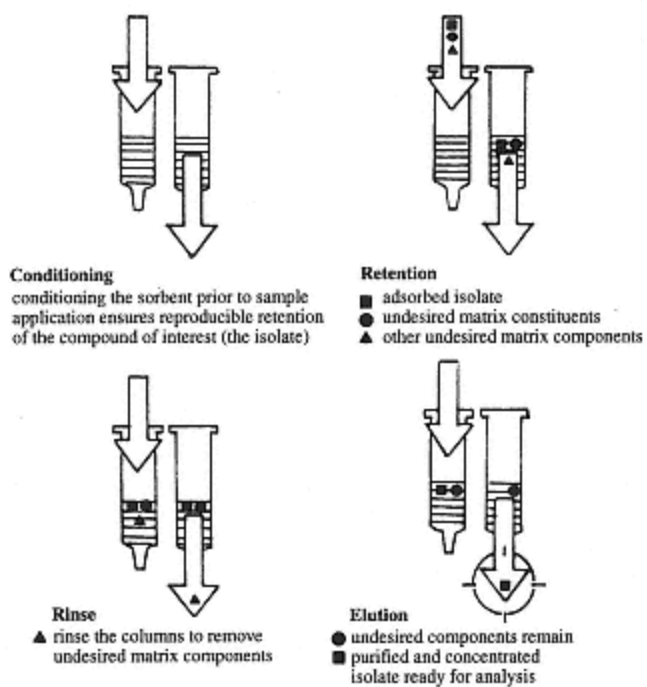 Conditioning
conditioning the sorbent prior to sample
application ensures reproducible retention
of the compound of interest (the isolate)
Retention
adsorbed isolate
undesired matrix constituents
other undesired matrix components
Rinse
rinse the columns to remove
undesired matrix components
Elution
undesired components remain
purified and concentrated
isolate ready for analysis